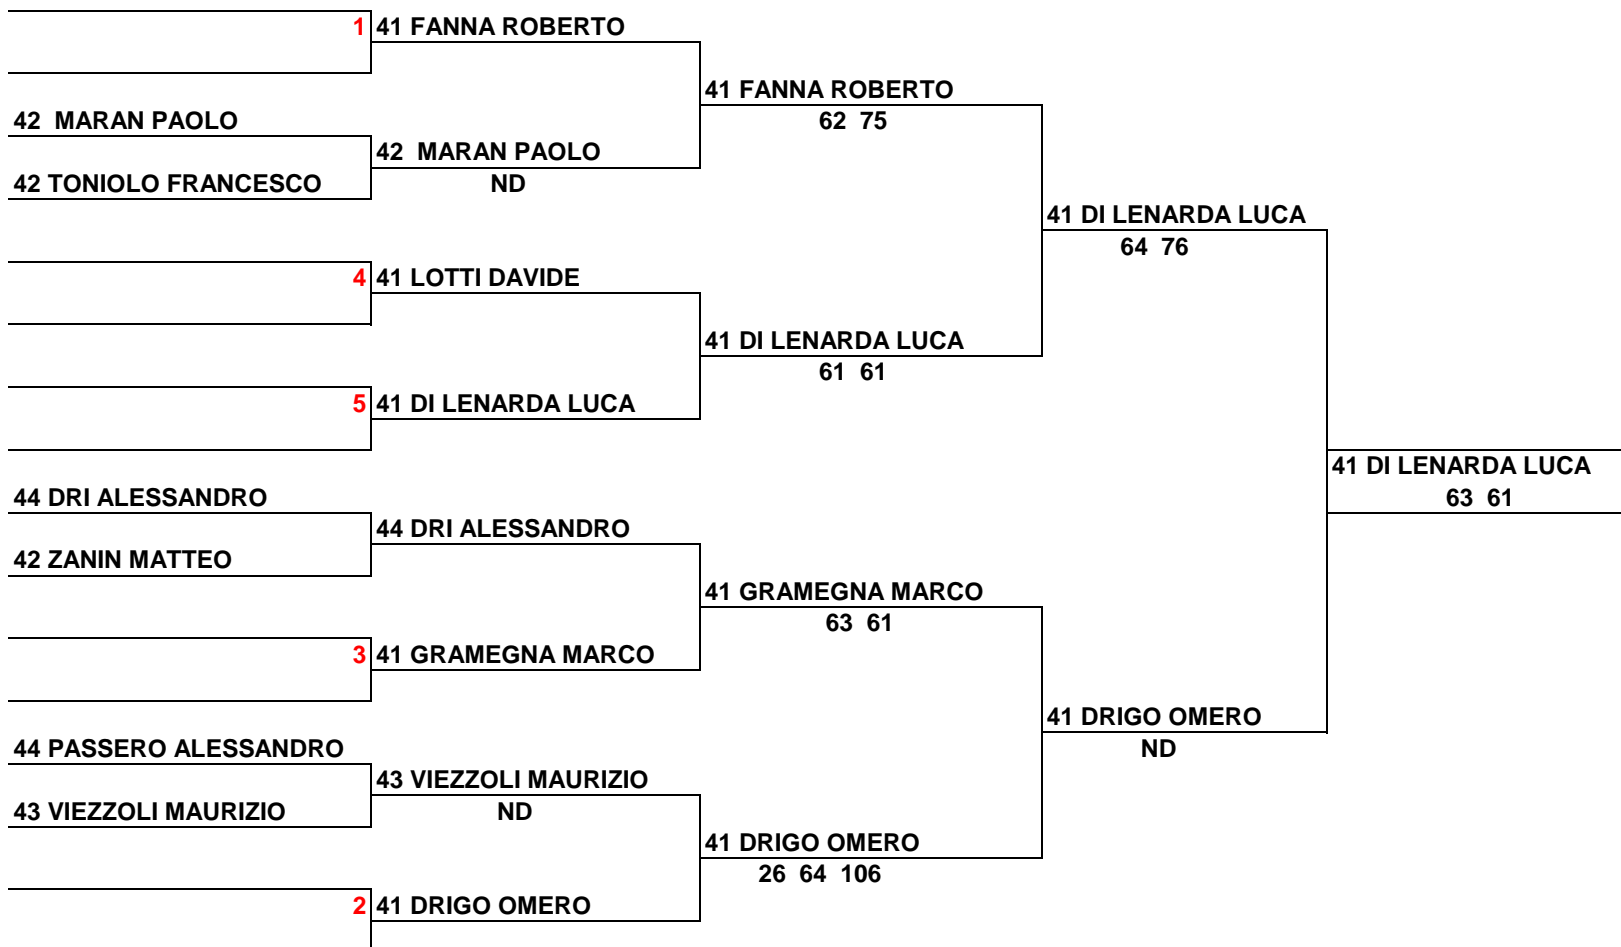 1 41 FANNA ROBERTO
41 FANNA ROBERTO
62 75
42 MARAN PAOLO
42 MARAN PAOLO
42 TONIOLO FRANCESCO
ND
41 DI LENARDA LUCA
64 76
4 41 LOTTI DAVIDE
41 DI LENARDA LUCA
61 61
5 41 DI LENARDA LUCA
41 DI LENARDA LUCA
63 61
44 DRI ALESSANDRO
44 DRI ALESSANDRO
42 ZANIN MATTEO
41 GRAMEGNA MARCO
63 61
3 41 GRAMEGNA MARCO
41 DRIGO OMERO
ND
44 PASSERO ALESSANDRO
43 VIEZZOLI MAURIZIO
43 VIEZZOLI MAURIZIO
ND
41 DRIGO OMERO
26 64 106
2 41 DRIGO OMERO